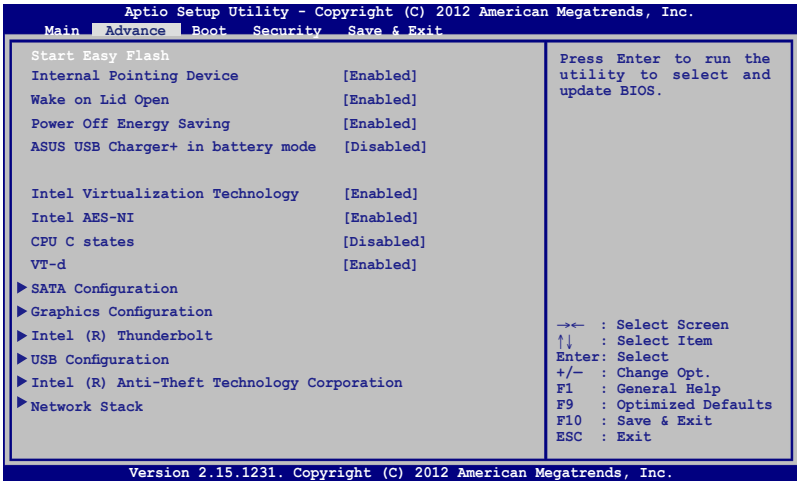 Aptio Setup Utility - Copyright (C) 2012 American Megatrends, Inc.
Main Advance Boot Security Save & Exit
Start Easy Flash
Internal Pointing Device [Enabled]
Wake on Lid Open [Enabled]
Power Off Energy Saving [Enabled]
ASUS USB Charger+ in battery mode [Disabled]
Intel Virtualization Technology [Enabled]
Intel AES-NI [Enabled]
CPU C states [Disabled]
VT-d [Enabled]
SATA Configuration
Graphics Configuration
Intel (R) Thunderbolt
USB Configuration
Intel (R) Anti-Theft Technology Corporation
Network Stack
Press Enter to run the
utility to select and
update BIOS.
→← : Select Screen
↑↓ : Select Item
Enter: Select
+/— : Change Opt.
F1 : General Help
F9 : Optimized Defaults
F10 : Save & Exit
ESC : Exit
Version 2.15.1231. Copyright (C) 2012 American Megatrends, Inc.